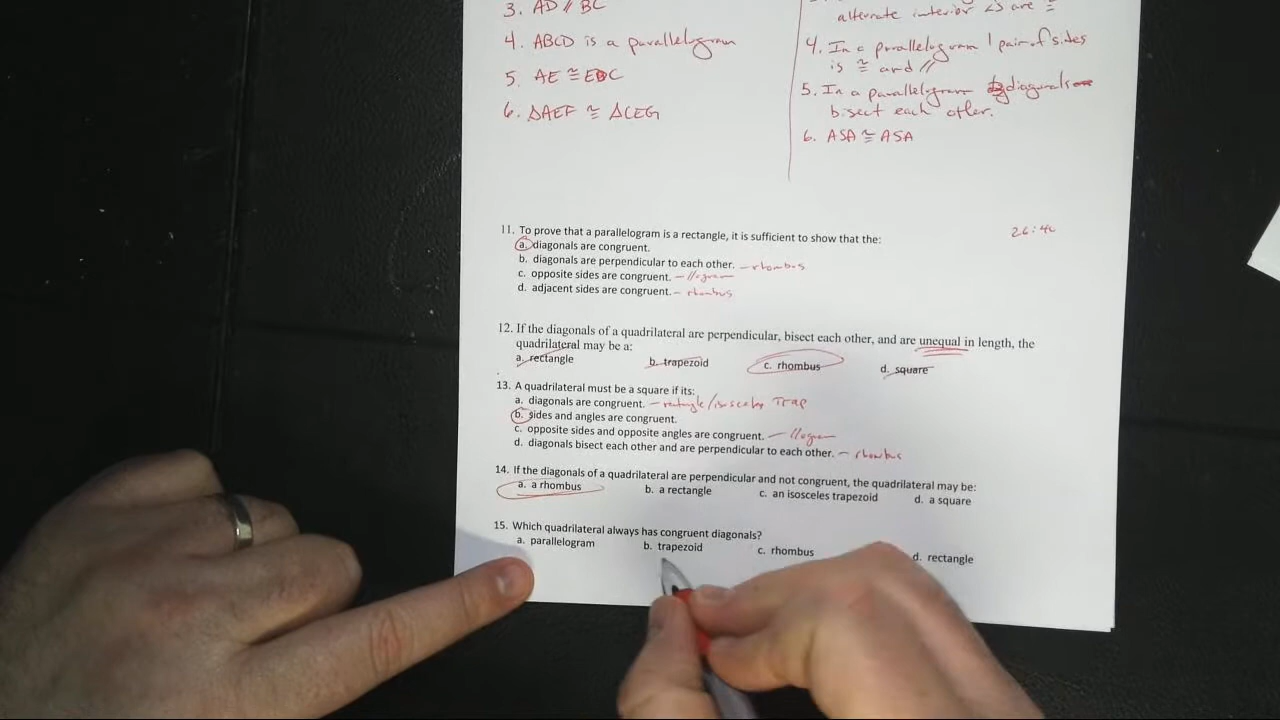 3. AD // BC
alternate interior ∠s are ≅
4. ABCD is a parallelogram
4. In a parallelogram 1 pair of sides
is ≅ and //
5. AE ≅ EC
5. In a parallelogram diagonals
bisect each other.
6. ΔAEF ≅ ΔCEG
6. ASA ≅ ASA
26:40
11. To prove that a parallelogram is a rectangle, it is sufficient to show that the:
a. diagonals are congruent.
b. diagonals are perpendicular to each other. – rhombus
c. opposite sides are congruent. – //ogram
d. adjacent sides are congruent. – rhombus
12. If the diagonals of a quadrilateral are perpendicular, bisect each other, and are unequal in length, the
quadrilateral may be a:
a. rectangle b. trapezoid c. rhombus d. square
13. A quadrilateral must be a square if its:
a. diagonals are congruent. – rectangle/isosceles Trap
b. sides and angles are congruent.
c. opposite sides and opposite angles are congruent. – //ogram
d. diagonals bisect each other and are perpendicular to each other. – rhombus
14. If the diagonals of a quadrilateral are perpendicular and not congruent, the quadrilateral may be:
a. a rhombus b. a rectangle c. an isosceles trapezoid d. a square
15. Which quadrilateral always has congruent diagonals?
a. parallelogram b. trapezoid c. rhombus d. rectangle